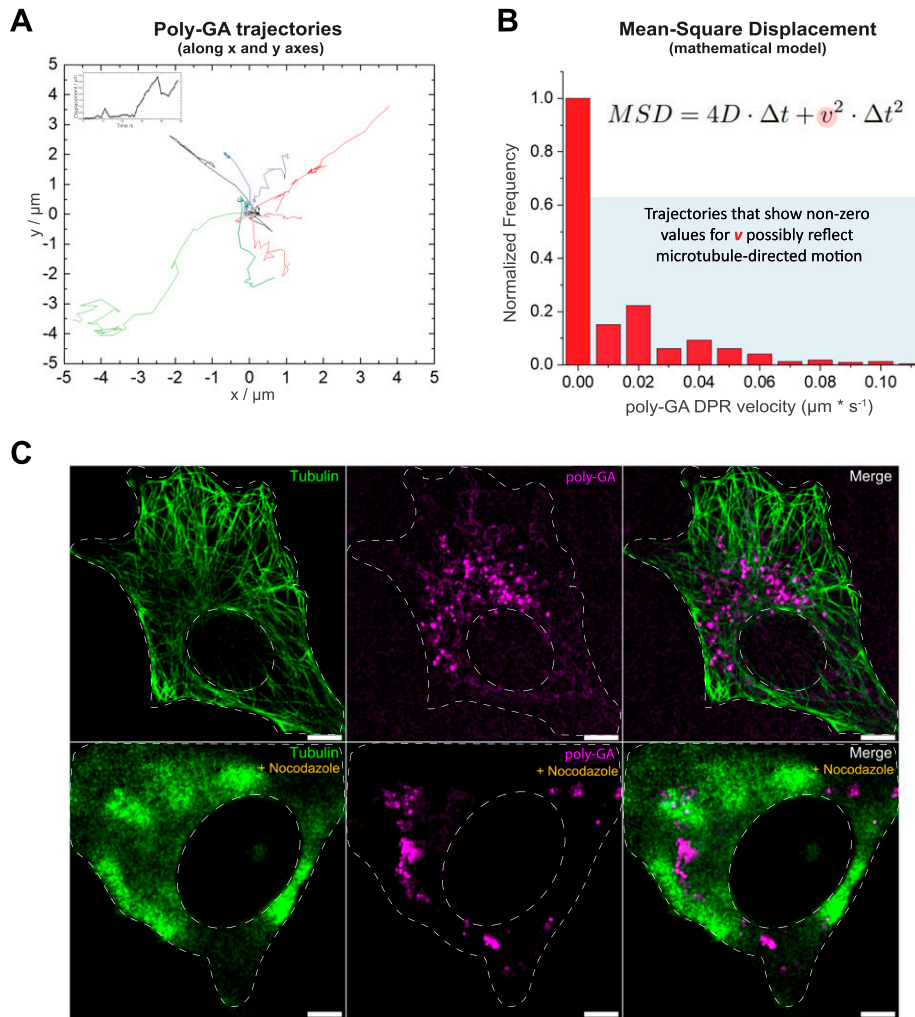 A
Poly-GA trajectories
(along x and y axes)
5
4
3
2
1
0
-1
-2
-3
-4
5
y / μm
-5 -4 -3 -2 -1 0 1 2 3 4 5
x / μm
Displacement / μm
Time /s
B
Mean-Square Displacement
(mathematical model)
MSD = 4D · Δt + v² · Δt²
Trajectories that show non-zero
values for v possibly reflect
microtubule-directed motion
Normalized Frequency
1.0
0.8
0.6
0.4
0.2
0.0
0.00 0.02 0.04 0.06 0.08 0.10
poly-GA DPR velocity (μm * s⁻¹)
C
Tubulin
poly-GA
Merge
Tubulin
+ Nocodazole
poly-GA
+ Nocodazole
Merge
+ Nocodazole